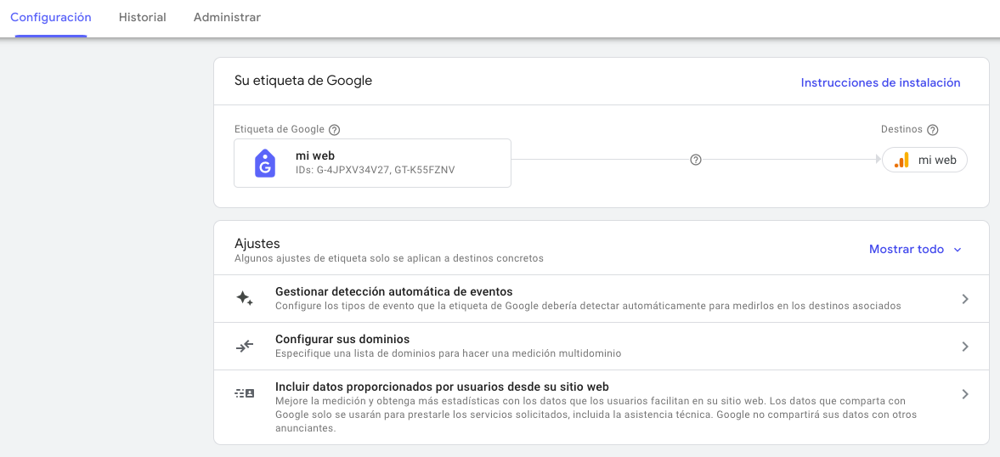 Configuración
Historial
Administrar
Su etiqueta de Google
Instrucciones de instalación
Etiqueta de Google
Destinos
mi web
IDs: G-4JPXV34V27, GT-K55FZNV
mi web
Ajustes
Algunos ajustes de etiqueta solo se aplican a destinos concretos
Mostrar todo
Gestionar detección automática de eventos
Configure los tipos de evento que la etiqueta de Google debería detectar automáticamente para medirlos en los destinos asociados
Configurar sus dominios
Especifique una lista de dominios para hacer una medición multidominio
Incluir datos proporcionados por usuarios desde su sitio web
Mejore la medición y obtenga más estadísticas con los datos que los usuarios facilitan en su sitio web. Los datos que comparta con
Google solo se usarán para prestarle los servicios solicitados, incluida la asistencia técnica. Google no compartirá sus datos con otros
anunciantes.